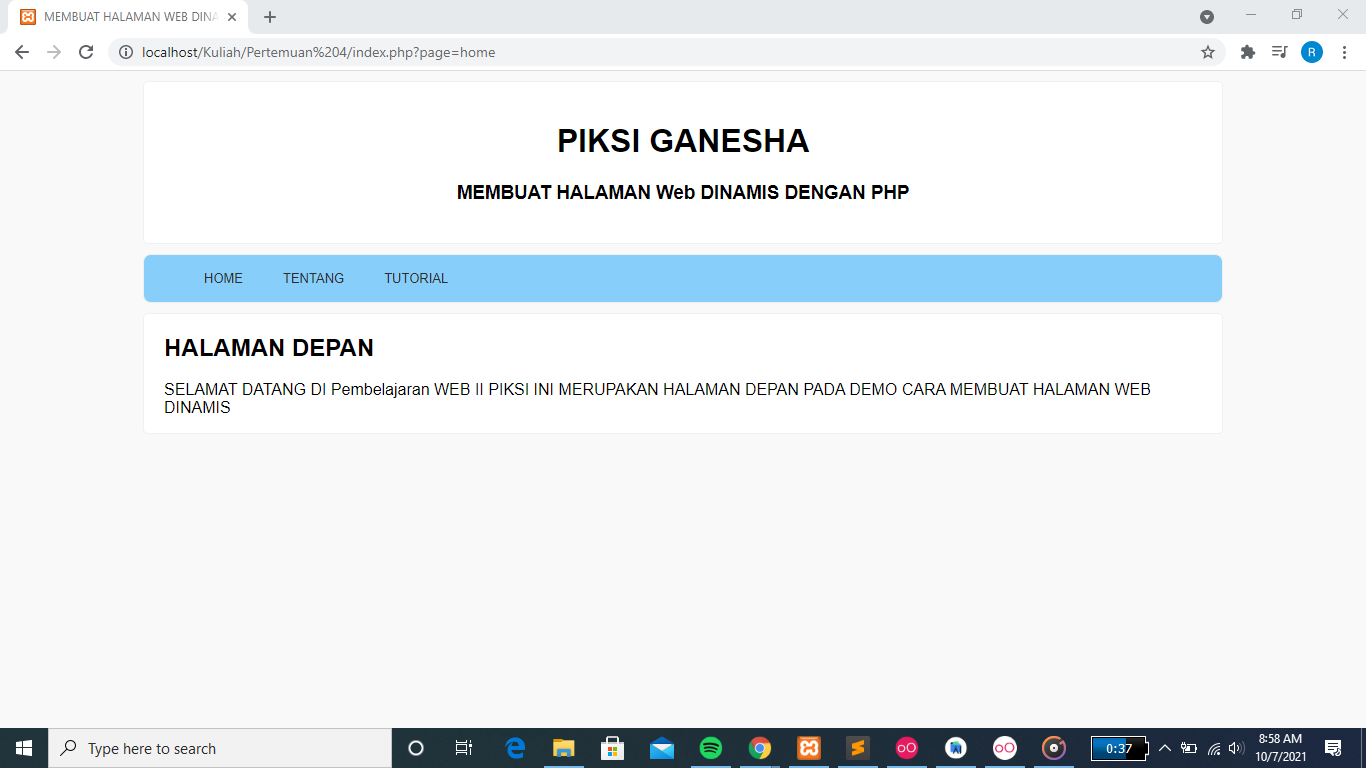 MEMBUAT HALAMAN WEB DINA
localhost/Kuliah/Pertemuan%204/index.php?page=home
R
PIKSI GANESHA
MEMBUAT HALAMAN Web DINAMIS DENGAN PHP
HOME TENTANG TUTORIAL
HALAMAN DEPAN
SELAMAT DATANG DI Pembelajaran WEB II PIKSI INI MERUPAKAN HALAMAN DEPAN PADA DEMO CARA MEMBUAT HALAMAN WEB
DINAMIS
Type here to search
0:37
8:58 AM
10/7/2021